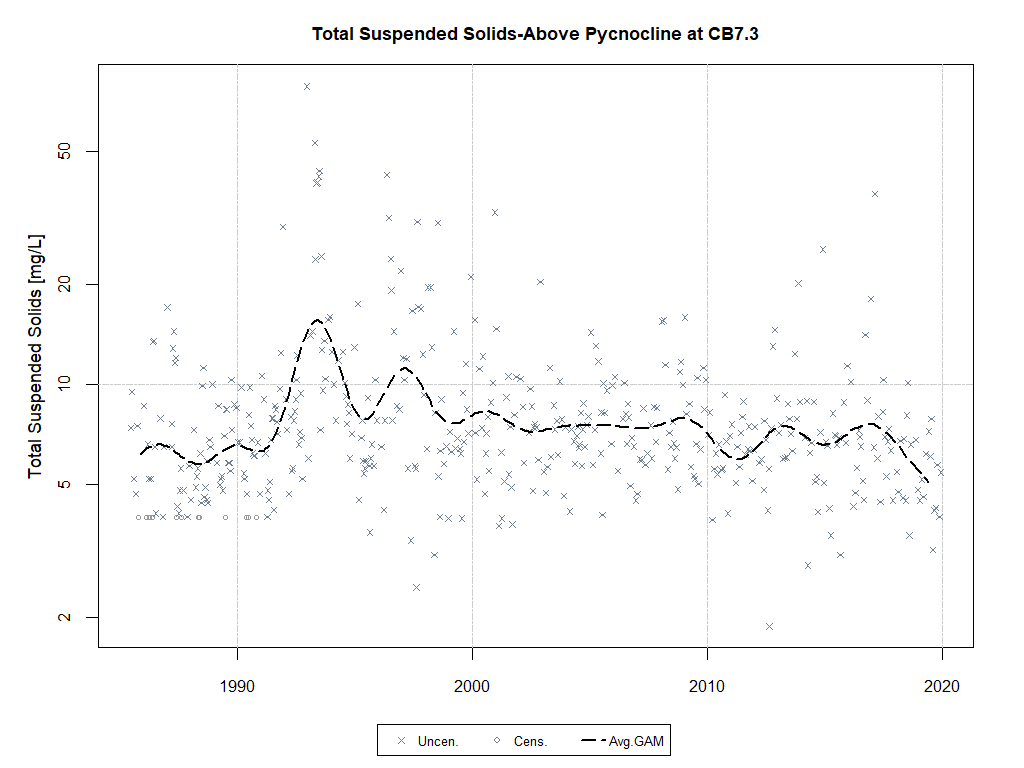 Total Suspended Solids-Above Pycnocline at CB7.3
Total Suspended Solids [mg/L]
50
20
10
5
2
1990 2000 2010 2020
Uncen. Cens. Avg.GAM